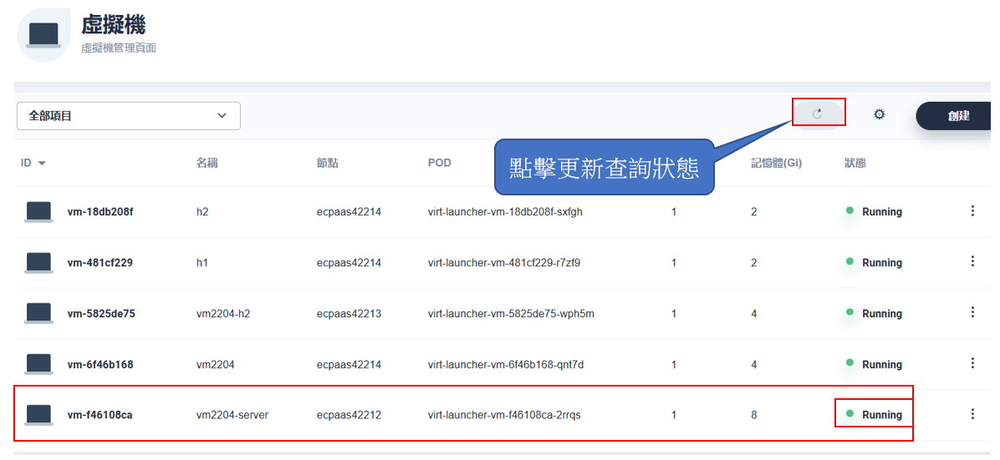 虛擬機
虛擬機管理頁面
全部項目
創建
點擊更新查詢狀態
ID 名稱 節點 POD 記憶體(Gi) 狀態
vm-18db208f h2 ecpaas42214 virt-launcher-vm-18db208f-sxfgh 1 2 Running
vm-481cf229 h1 ecpaas42214 virt-launcher-vm-481cf229-r7zf9 1 2 Running
vm-5825de75 vm2204-h2 ecpaas42213 virt-launcher-vm-5825de75-wph5m 1 4 Running
vm-6f46b168 vm2204 ecpaas42214 virt-launcher-vm-6f46b168-qnt7d 1 4 Running
vm-f46108ca vm2204-server ecpaas42212 virt-launcher-vm-f46108ca-2rrqs 1 8 Running